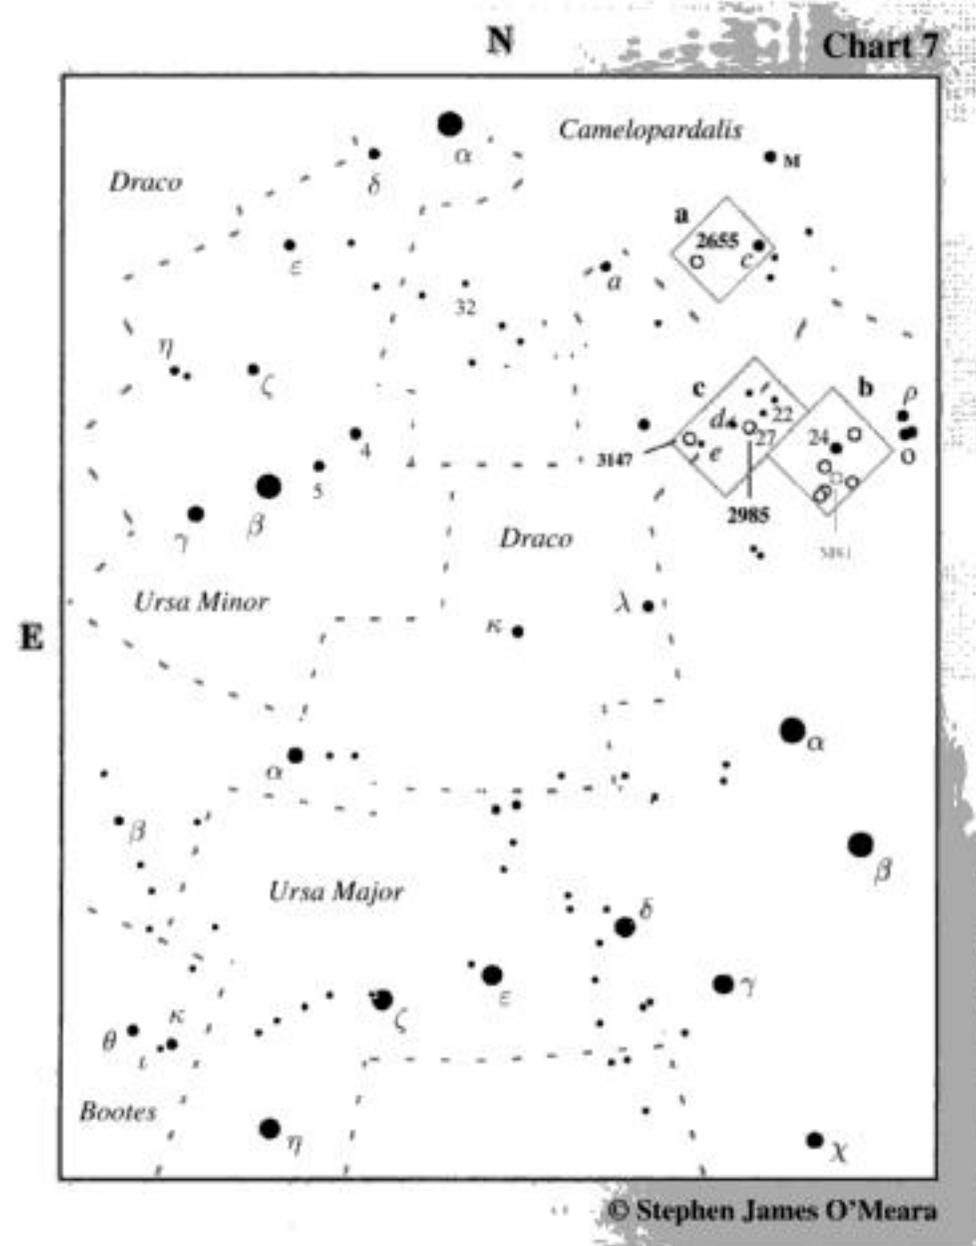 N
Chart 7
Camelopardalis
α
M
Draco
δ
a
2655
c
ε
a
32
η
ζ
c
b
ρ
22
d
24
4
27
e
3147
ο
5
β
2985
γ
Draco
Ursa Minor
λ
κ
E
α
α
β
β
Ursa Major
δ
ε
γ
ζ
κ
θ
ι
Bootes
η
χ
© Stephen James O'Meara